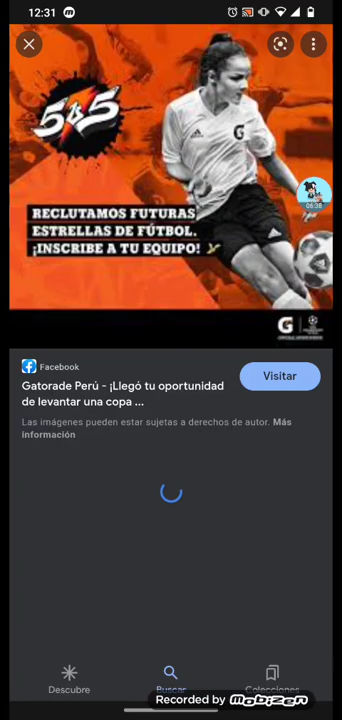 12:31
5v5
G
RECLUTAMOS FUTURAS
ESTRELLAS DE FÚTBOL.
¡INSCRIBE A TU EQUIPO!
06:38
G
Facebook
Gatorade Perú - ¡Llegó tu oportunidad
de levantar una copa ...
Visitar
Las imágenes pueden estar sujetas a derechos de autor. Más
información
Descubre
Buscar
Colecciones
Recorded by mobizen